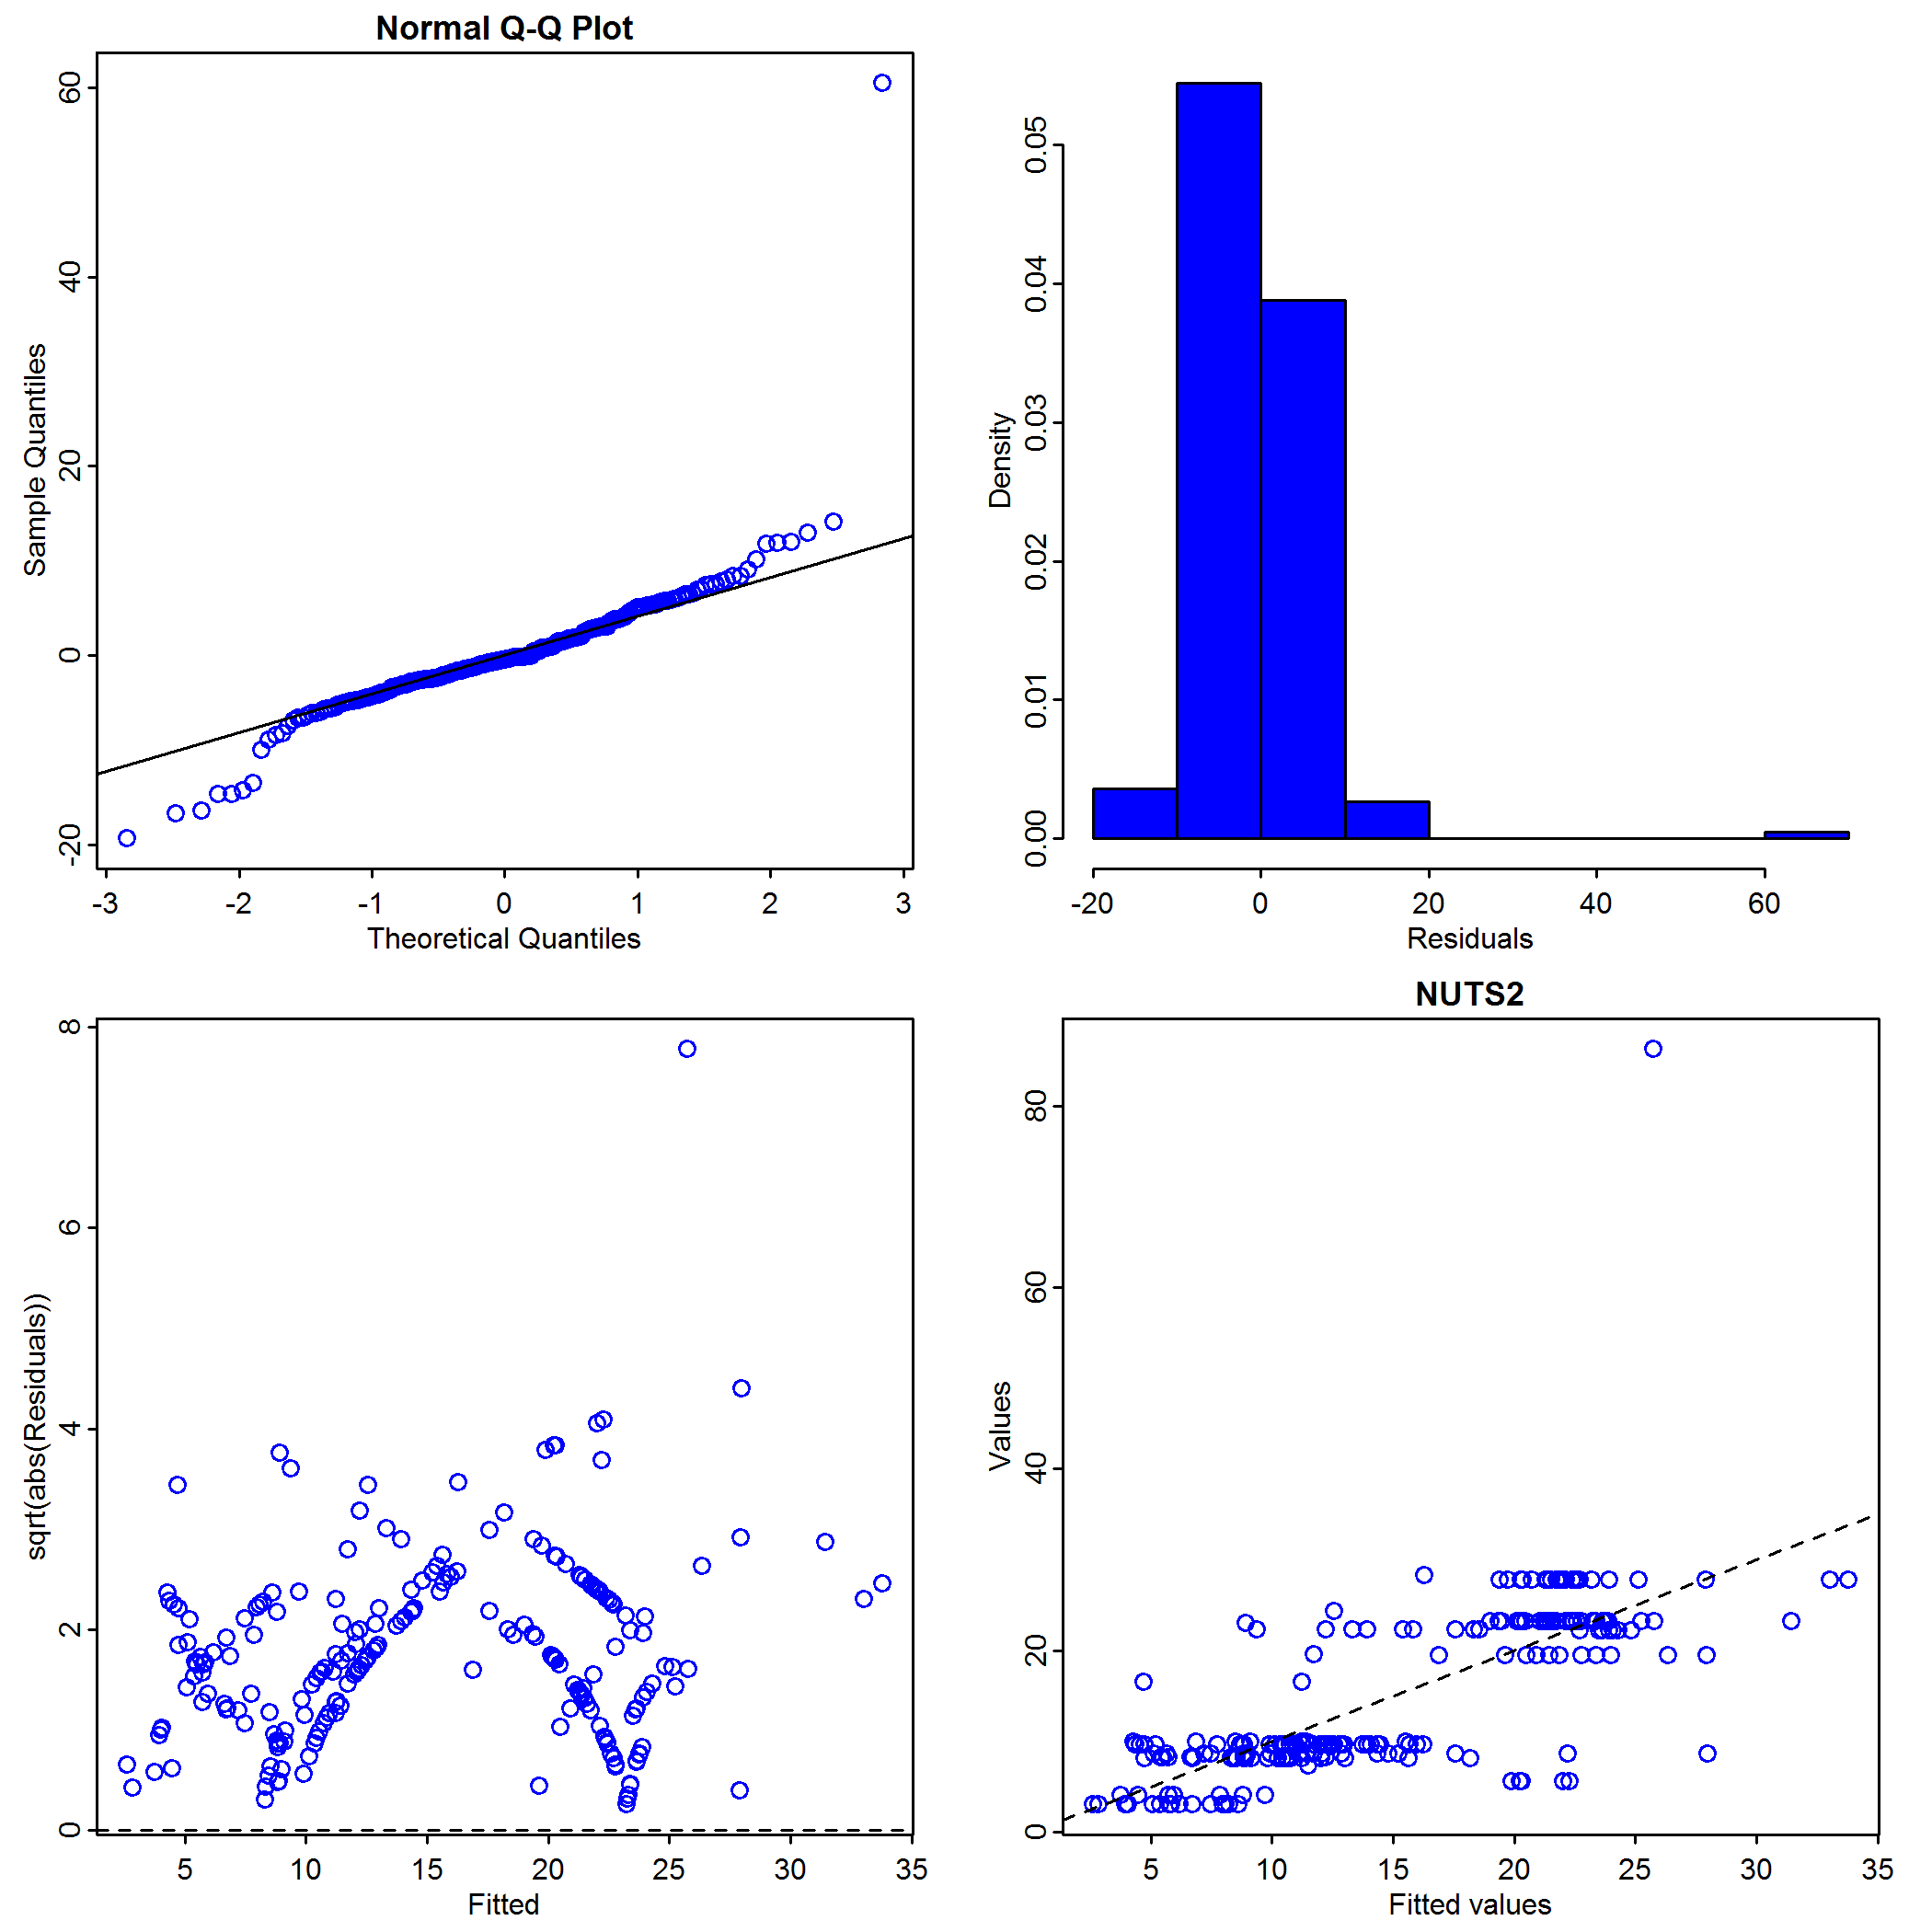 Normal Q-Q Plot
Sample Quantiles
-20 0 20 40 60
-3 -2 -1 0 1 2 3
Theoretical Quantiles
Density
0.00 0.01 0.02 0.03 0.04 0.05
-20 0 20 40 60
Residuals
sqrt(abs(Residuals))
0 2 4 6 8
5 10 15 20 25 30 35
Fitted
NUTS2
Values
0 20 40 60 80
5 10 15 20 25 30 35
Fitted values